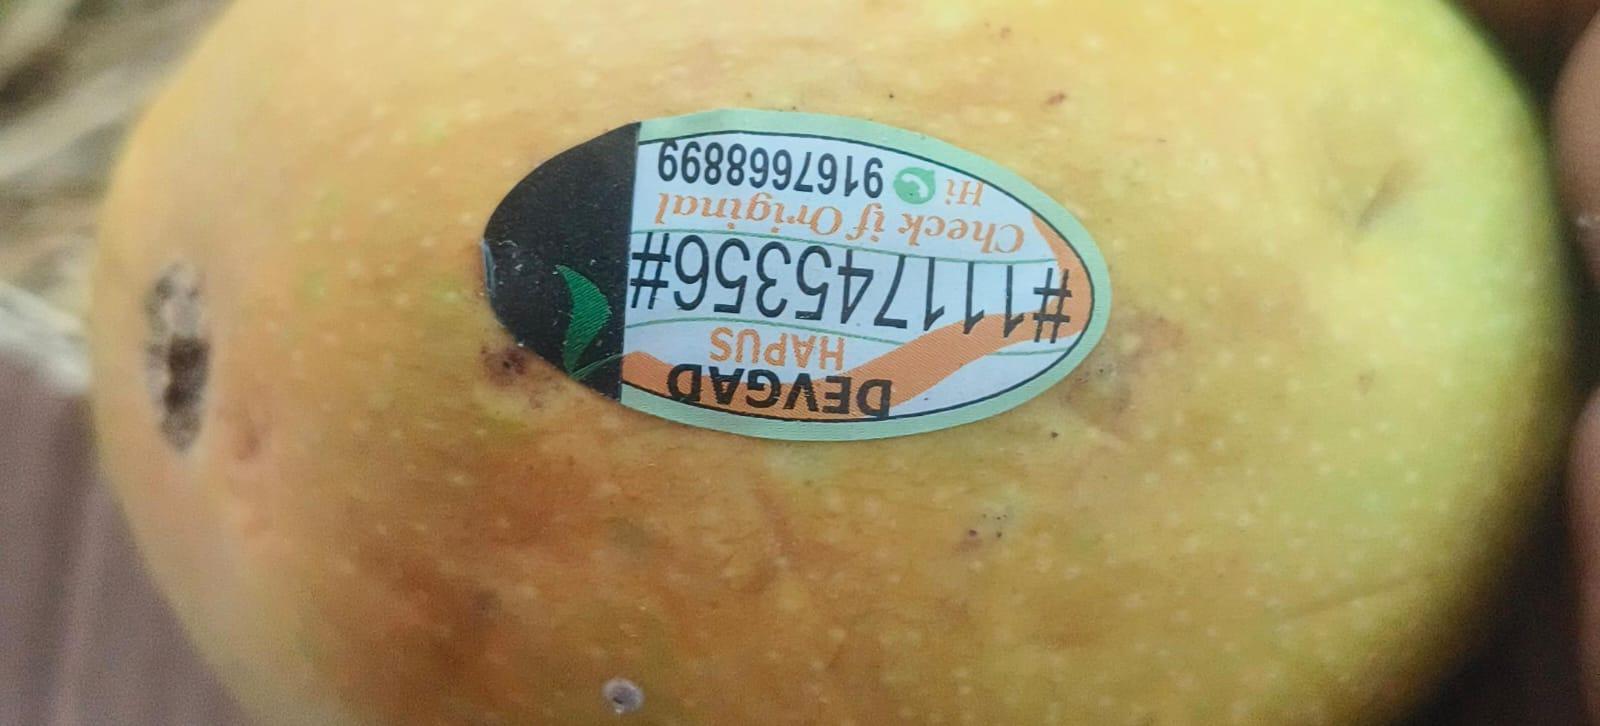 DEVGAD
HAPUS
#111745356#
Check if Original
Hi 9167668899